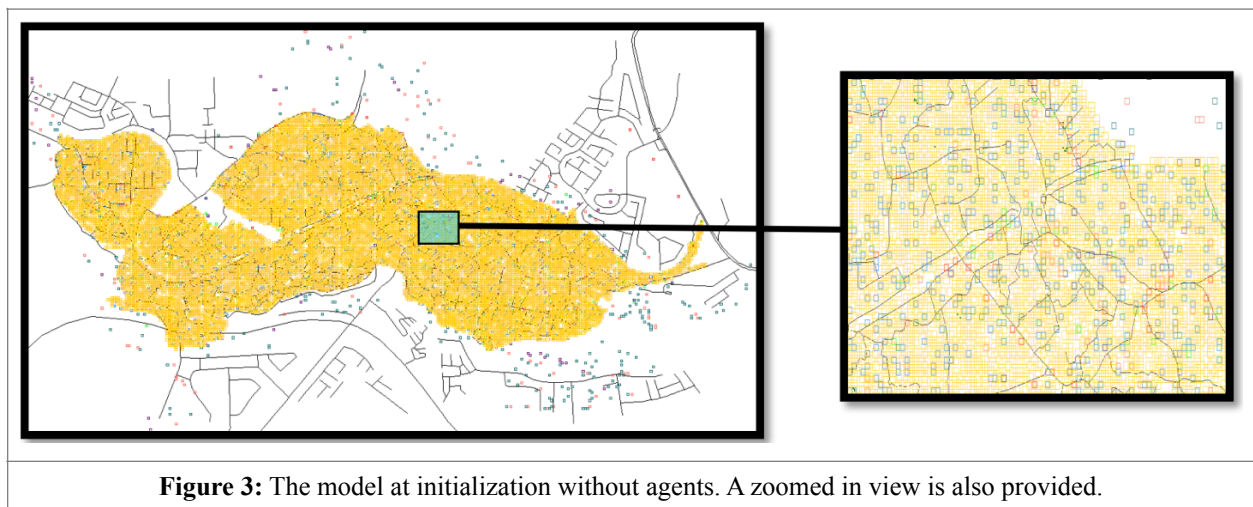 Figure 3: The model at initialization without agents. A zoomed in view is also provided.